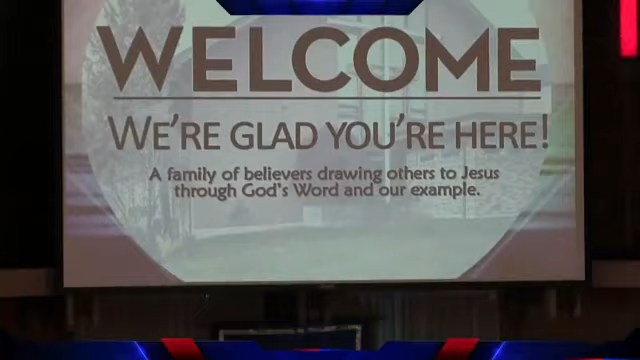 WELCOME
WE'RE GLAD YOU'RE HERE!
A family of believers drawing others to Jesus
through God's Word and our example.